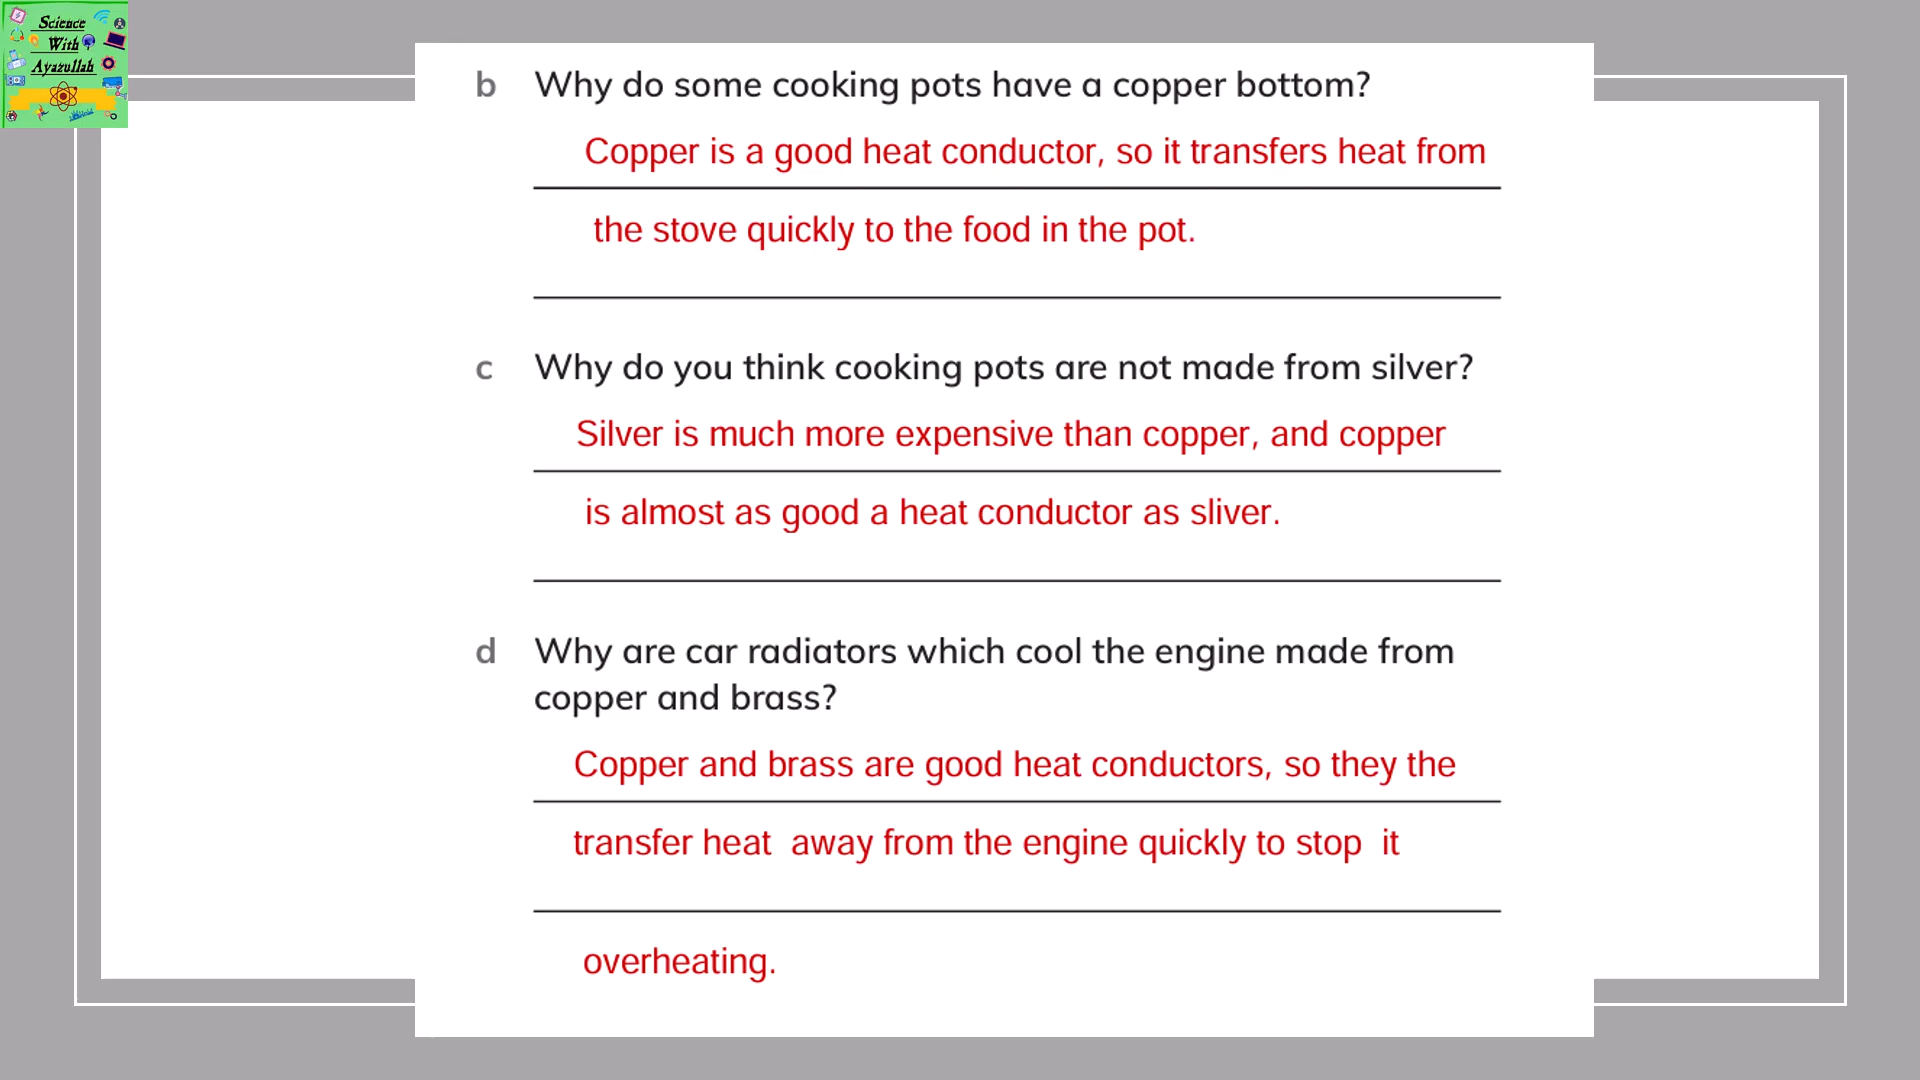 Science
With
Ayazullah
b Why do some cooking pots have a copper bottom?
Copper is a good heat conductor, so it transfers heat from
the stove quickly to the food in the pot.
c Why do you think cooking pots are not made from silver?
Silver is much more expensive than copper, and copper
is almost as good a heat conductor as sliver.
d Why are car radiators which cool the engine made from
copper and brass?
Copper and brass are good heat conductors, so they the
transfer heat away from the engine quickly to stop it
overheating.